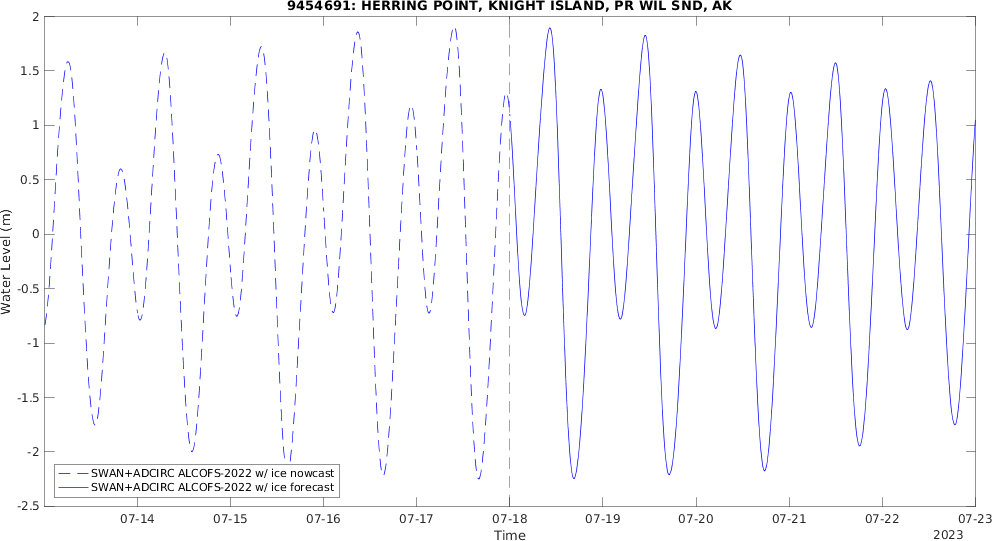 9454691: HERRING POINT, KNIGHT ISLAND, PR WIL SND, AK
2
1.5
1
0.5
0
-0.5
-1
-1.5
-2
-2.5
Water Level (m)
SWAN+ADCIRC ALCOFS-2022 w/ ice nowcast
SWAN+ADCIRC ALCOFS-2022 w/ ice forecast
07-14 07-15 07-16 07-17 07-18 07-19 07-20 07-21 07-22 07-23
Time
2023